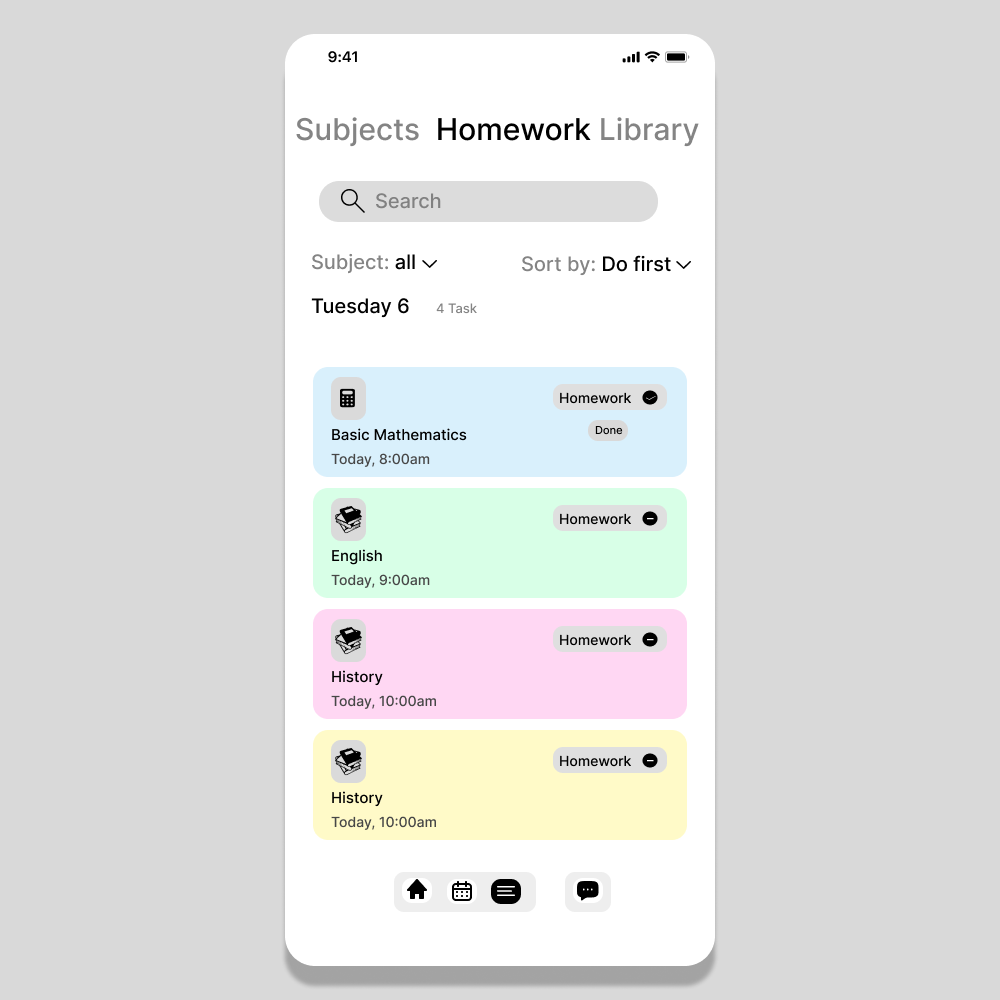 9:41
Subjects Homework Library
Search
Subject: all Sort by: Do first
Tuesday 6 4 Task
Homework
Done
Basic Mathematics
Today, 8:00am
Homework
English
Today, 9:00am
Homework
History
Today, 10:00am
Homework
History
Today, 10:00am